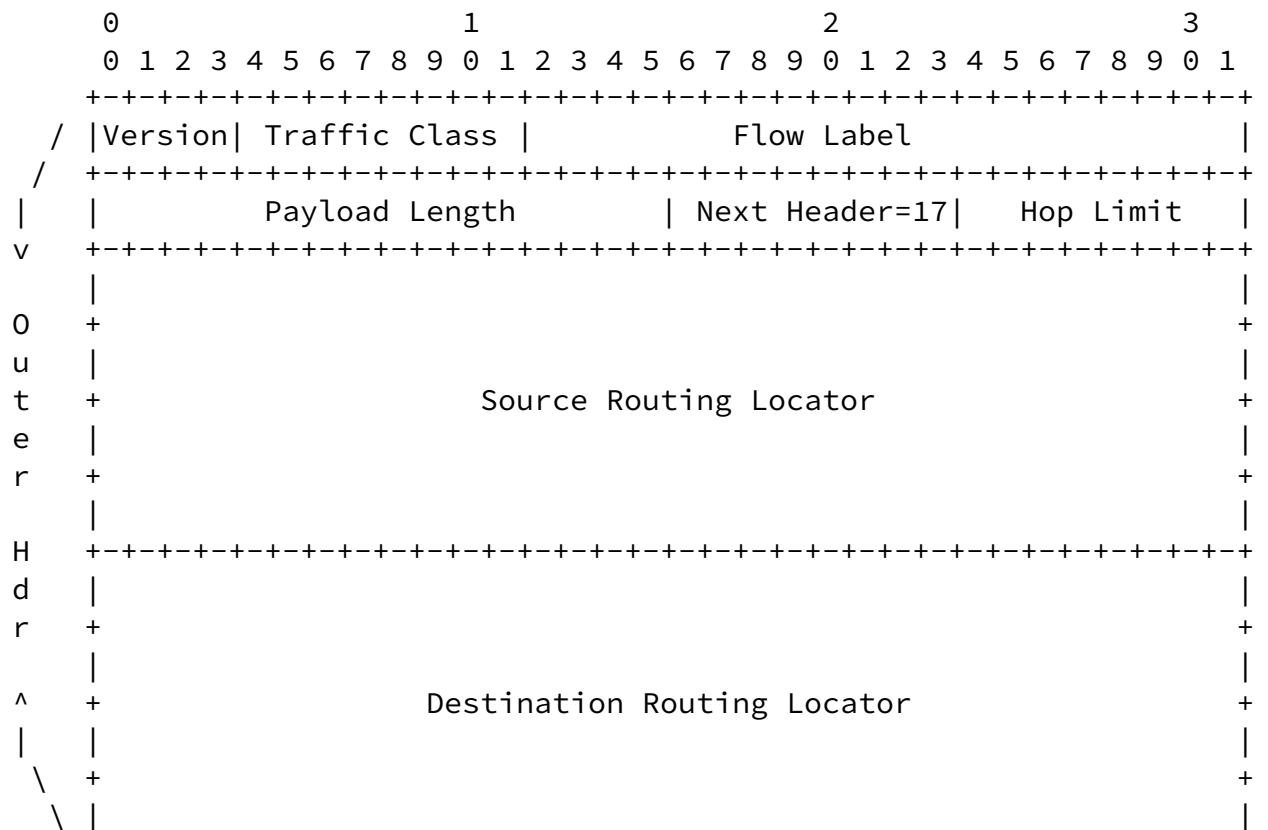 0                   1                   2                   3
      0 1 2 3 4 5 6 7 8 9 0 1 2 3 4 5 6 7 8 9 0 1 2 3 4 5 6 7 8 9 0 1
     +-+-+-+-+-+-+-+-+-+-+-+-+-+-+-+-+-+-+-+-+-+-+-+-+-+-+-+-+-+-+-+-+
   / |Version| Traffic Class |           Flow Label                  |
  /  +-+-+-+-+-+-+-+-+-+-+-+-+-+-+-+-+-+-+-+-+-+-+-+-+-+-+-+-+-+-+-+-+
 |   |         Payload Length        | Next Header=17|   Hop Limit   |
 v   +-+-+-+-+-+-+-+-+-+-+-+-+-+-+-+-+-+-+-+-+-+-+-+-+-+-+-+-+-+-+-+-+
     |                                                               |
 O   +                                                               +
 u   |                                                               |
 t   +                     Source Routing Locator                    +
 e   |                                                               |
 r   +                                                               +
     |                                                               |
 H   +-+-+-+-+-+-+-+-+-+-+-+-+-+-+-+-+-+-+-+-+-+-+-+-+-+-+-+-+-+-+-+-+
 d   |                                                               |
 r   +                                                               +
     |                                                               |
 ^   +                  Destination Routing Locator                  +
 |   |                                                               |
  \  +                                                               +
   \ |                                                               |